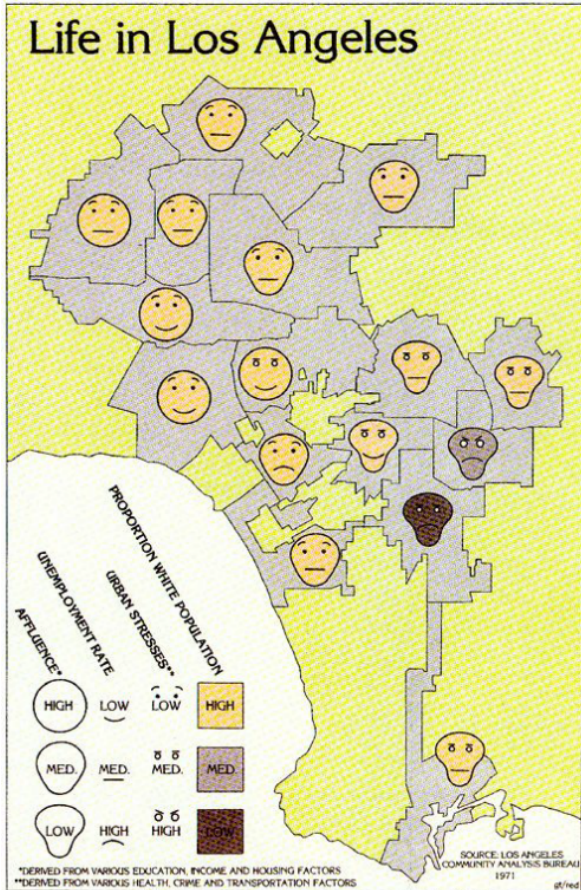 Life in Los Angeles
AFFLUENCE*
UNEMPLOYMENT RATE
URBAN STRESSES**
PROPORTION WHITE POPULATION
HIGH LOW LOW HIGH
MED. MED. MED. MED.
LOW HIGH HIGH LOW
*DERIVED FROM VARIOUS EDUCATION, INCOME AND HOUSING FACTORS
**DERIVED FROM VARIOUS HEALTH, CRIME AND TRANSPORTATION FACTORS
SOURCE: LOS ANGELES
COMMUNITY ANALYSIS BUREAU
1971